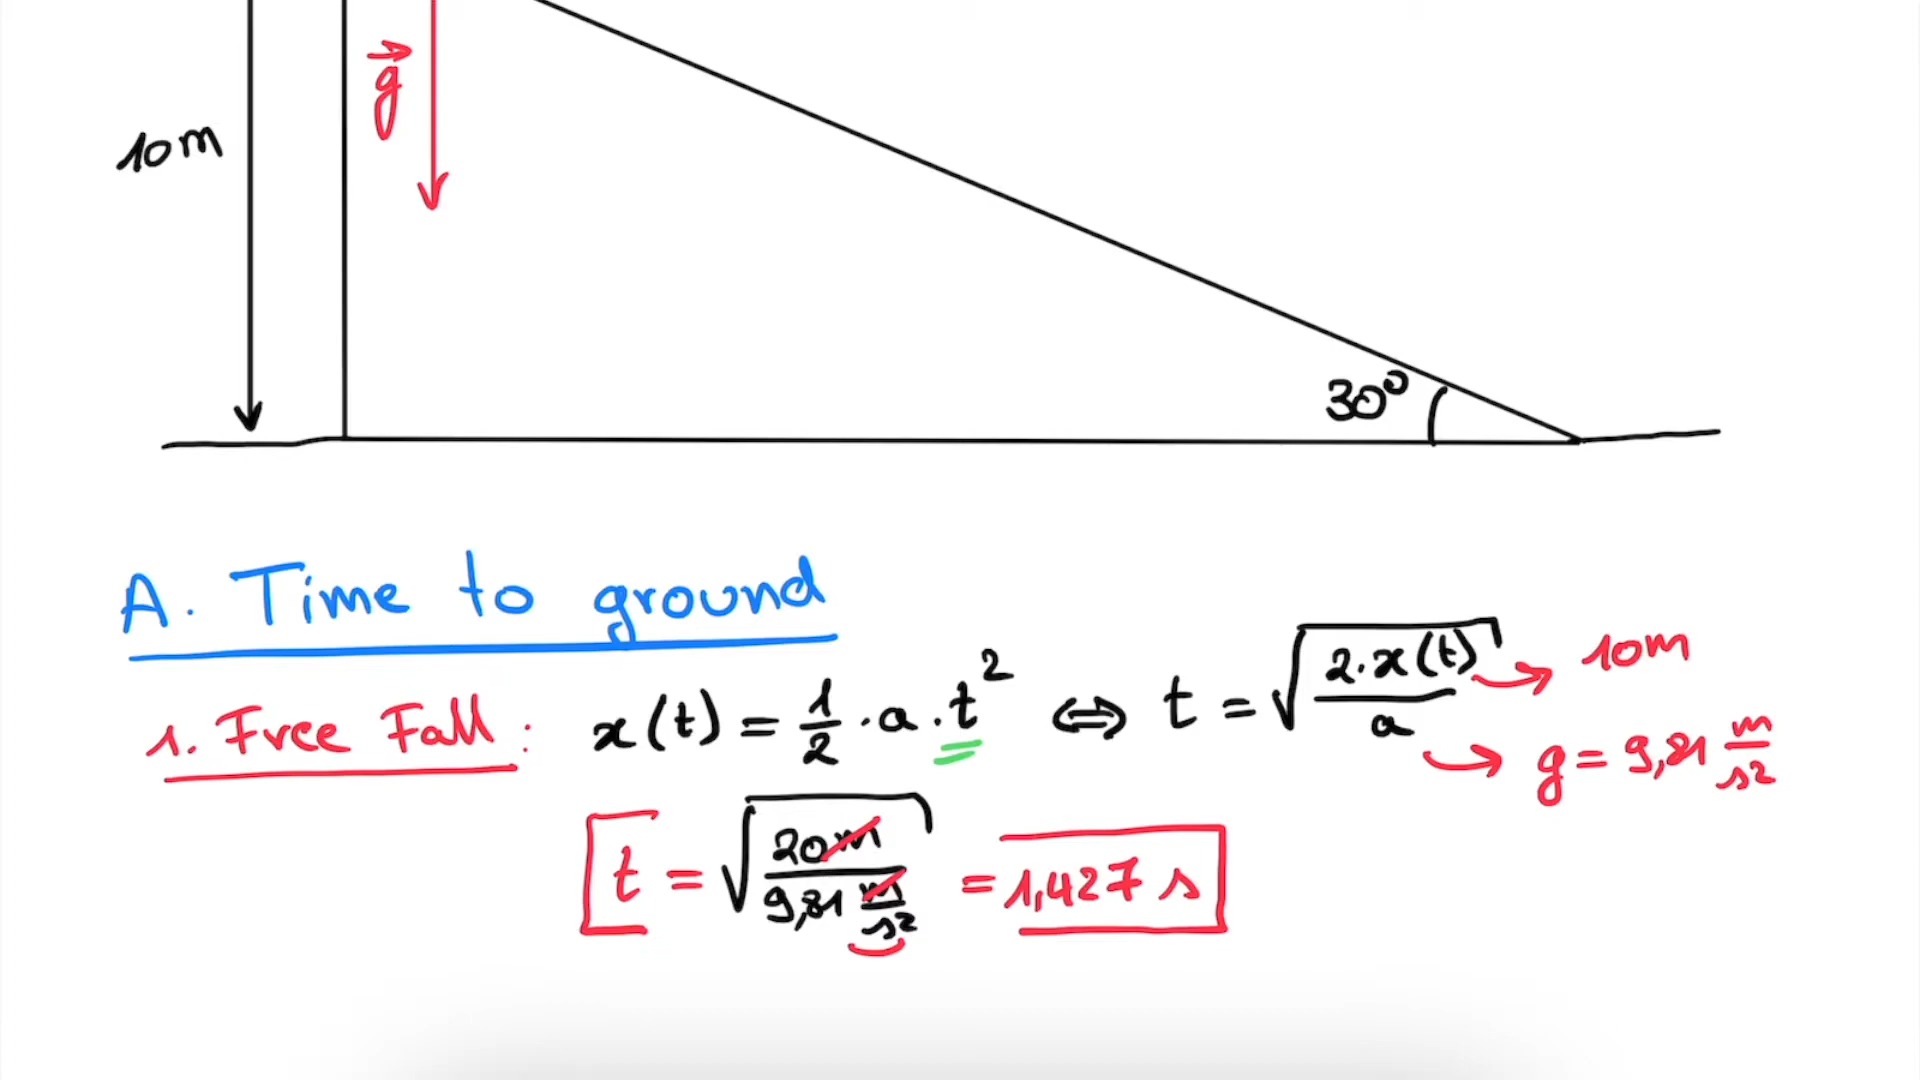 g⃗
10m
30°
A. Time to ground
1. Free Fall: x(t) = 1/2 · a · t² ⇔ t = √(2·x(t)/a) → 10m
→ g = 9,81 m/s²
t = √(20m / 9,81 m/s²) = 1,427 s